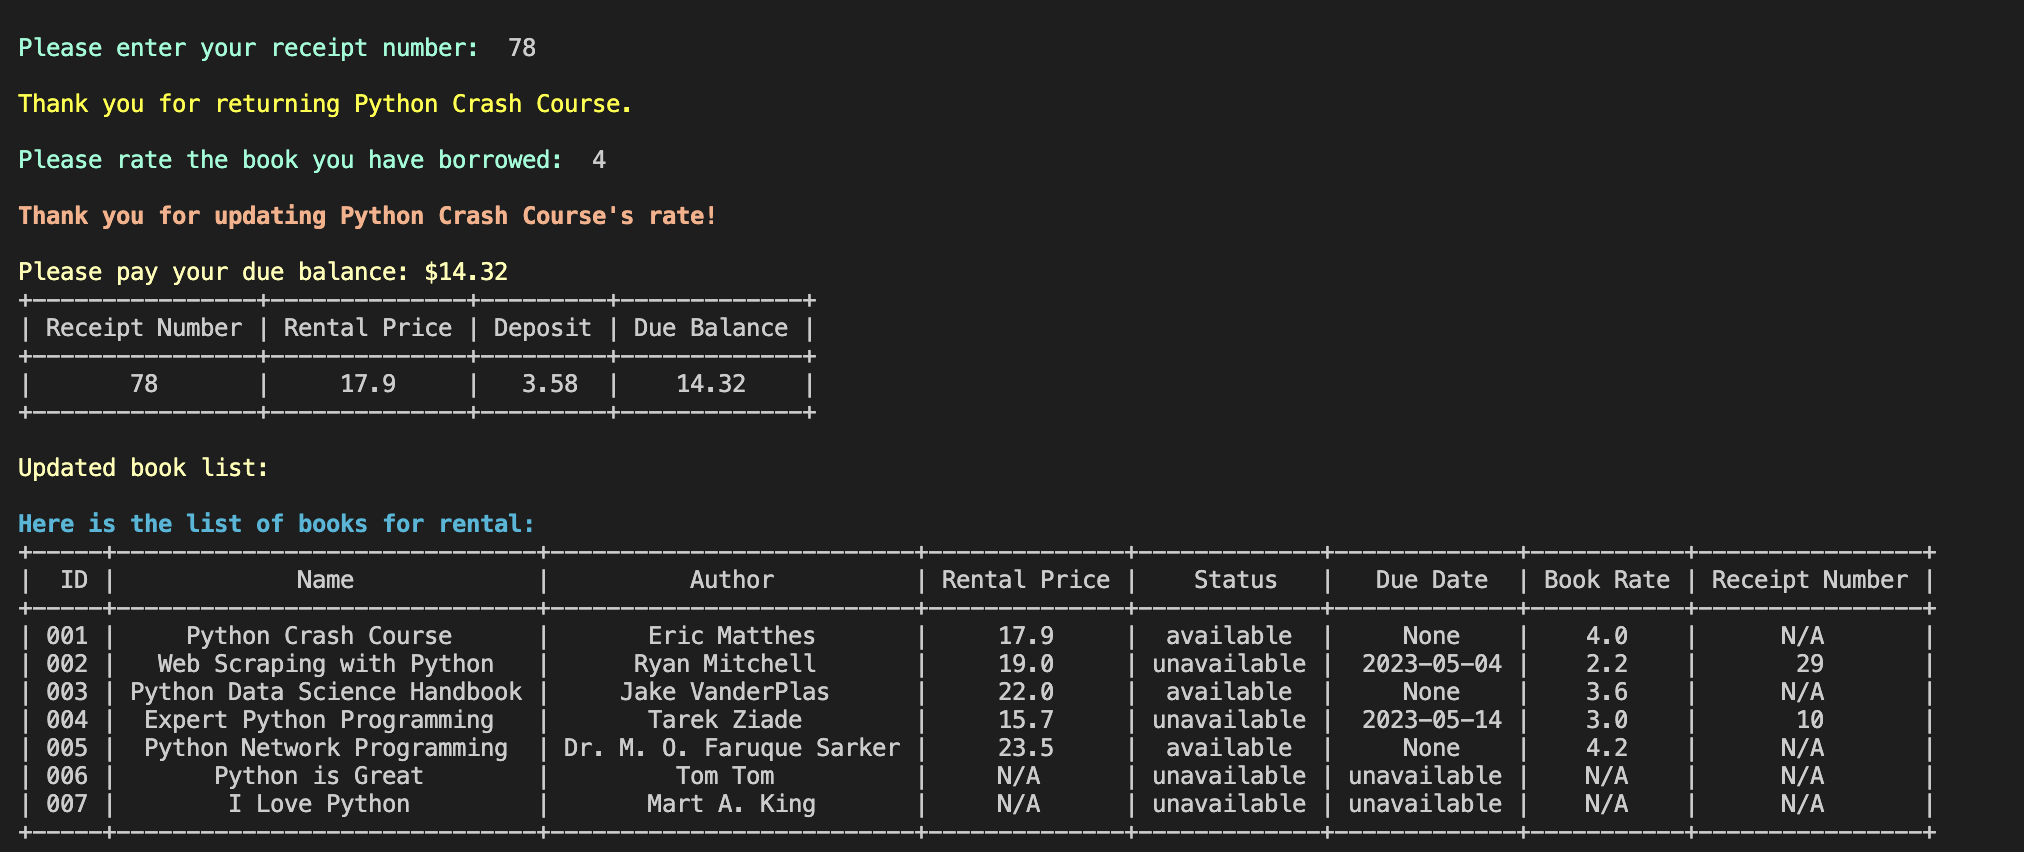 Please enter your receipt number:  78
Thank you for returning Python Crash Course.
Please rate the book you have borrowed:  4
Thank you for updating Python Crash Course's rate!
Please pay your due balance: $14.32
+----------------+--------------+---------+-------------+
| Receipt Number | Rental Price | Deposit | Due Balance |
+----------------+--------------+---------+-------------+
|       78       |     17.9     |   3.58  |    14.32    |
+----------------+--------------+---------+-------------+
Updated book list:
Here is the list of books for rental:
+-----+------------------------------+--------------------------+--------------+-------------+-------------+-----------+----------------+
|  ID |             Name             |          Author          | Rental Price |    Status   |   Due Date  | Book Rate | Receipt Number |
+-----+------------------------------+--------------------------+--------------+-------------+-------------+-----------+----------------+
| 001 |     Python Crash Course      |       Eric Matthes       |     17.9     |  available  |     None    |    4.0    |      N/A       |
| 002 |   Web Scraping with Python   |      Ryan Mitchell       |     19.0     | unavailable |  2023-05-04 |    2.2    |       29       |
| 003 | Python Data Science Handbook |     Jake VanderPlas      |     22.0     |  available  |     None    |    3.6    |      N/A       |
| 004 |  Expert Python Programming   |       Tarek Ziade        |     15.7     | unavailable |  2023-05-14 |    3.0    |       10       |
| 005 |  Python Network Programming  | Dr. M. O. Faruque Sarker |     23.5     |  available  |     None    |    4.2    |      N/A       |
| 006 |       Python is Great        |         Tom Tom          |     N/A      | unavailable | unavailable |    N/A    |      N/A       |
| 007 |        I Love Python         |       Mart A. King       |     N/A      | unavailable | unavailable |    N/A    |      N/A       |
+-----+------------------------------+--------------------------+--------------+-------------+-------------+-----------+----------------+